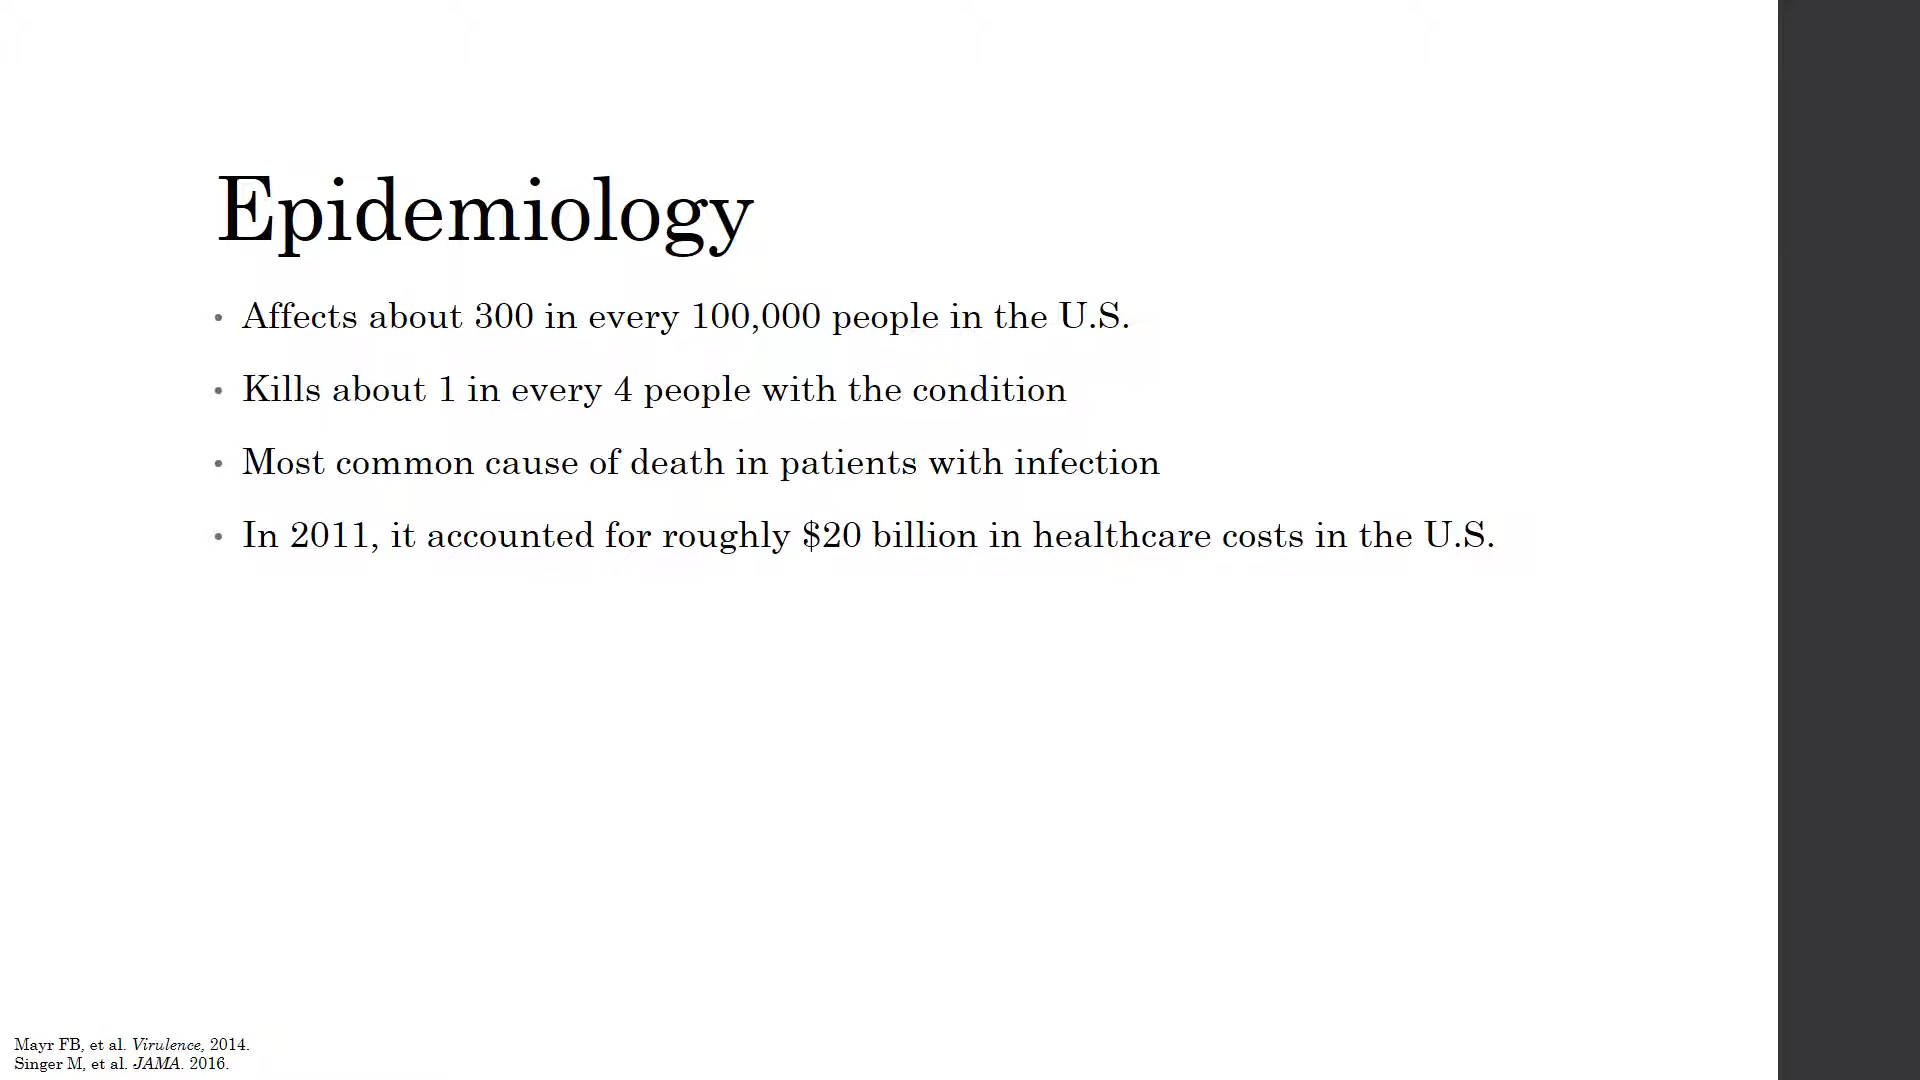 Epidemiology
• Affects about 300 in every 100,000 people in the U.S.
• Kills about 1 in every 4 people with the condition
• Most common cause of death in patients with infection
• In 2011, it accounted for roughly $20 billion in healthcare costs in the U.S.
Mayr FB, et al. Virulence, 2014.
Singer M, et al. JAMA. 2016.